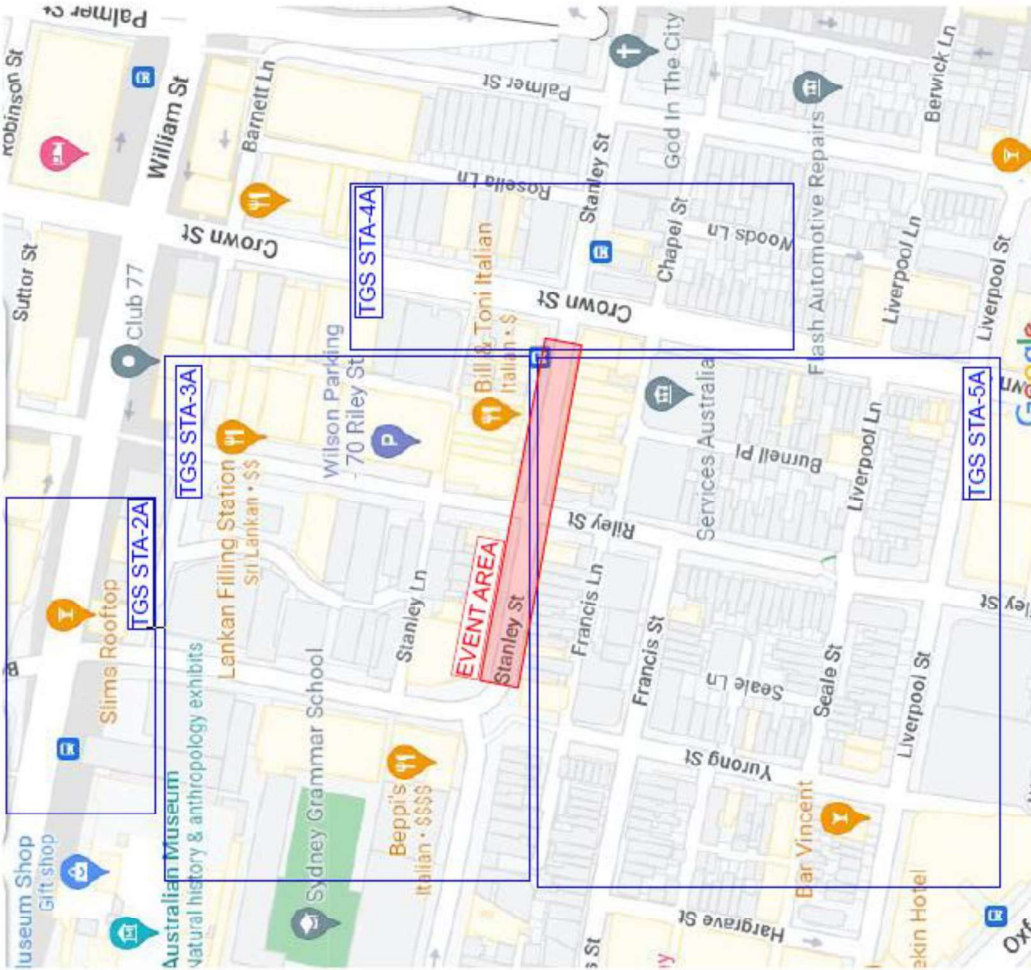 Palmer St
Robinson St
William St
Barnett Ln
Palmer St
God In The City
Berwick Ln
Flash Automotive Repairs
Rosella Ln
Stanley St
Chapel St
Woods Ln
Liverpool Ln
Liverpool St
Suttor St
Club 77
Crown St
TGS STA-4A
Bill & Toni Italian
Italian • $
Crown St
TGS STA-3A
Lankan Filling Station
Sri Lankan • $$
Wilson Parking
- 70 Riley St
Services Australia
Burnell Pl
Liverpool Ln
TGS STA-5A
Google
TGS STA-2A
Slims Rooftop
Stanley Ln
EVENT AREA
Stanley St
Riley St
Francis Ln
Francis St
Seale Ln
Seale St
Liverpool St
Yurong St
Museum Shop
Gift shop
Australian Museum
Natural history & anthropology exhibits
Sydney Grammar School
Beppi's
Italian • $$$$
Bar Vincent
Hargrave St
ekin Hotel
Oxf